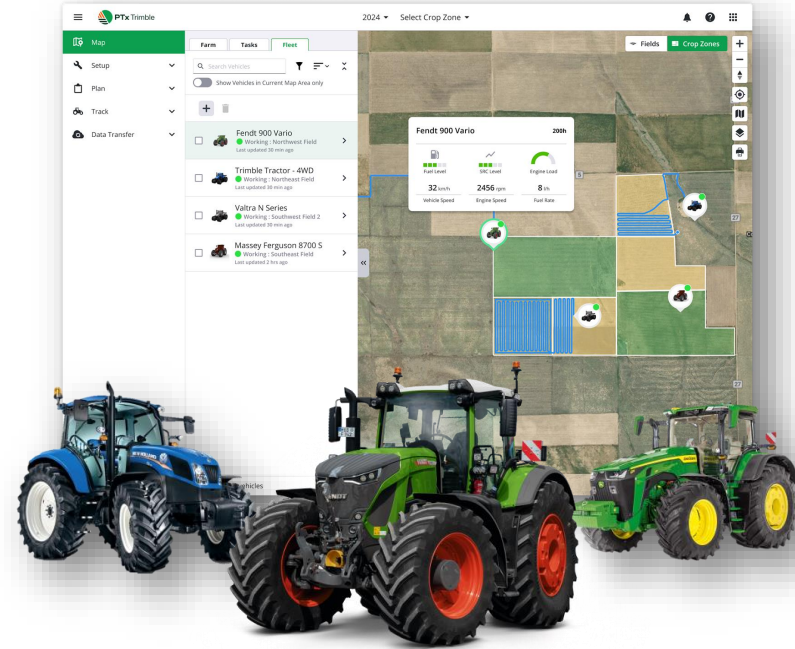 PTx Trimble
2024
Select Crop Zone
Map
Setup
Plan
Track
Data Transfer
Farm
Tasks
Fleet
Search Vehicles
Show Vehicles in Current Map Area only
Fendt 900 Vario
Working : Northwest Field
Last updated 30 min ago
Trimble Tractor - 4WD
Working : Northeast Field
Last updated 30 min ago
Valtra N Series
Working : Southwest Field 2
Last updated 30 min ago
Massey Ferguson 8700 S
Working : Southeast Field
Last updated 2 hrs ago
Fields
Crop Zones
Fendt 900 Vario
200h
Fuel Level
SRC Level
Engine Load
32 km/h
2456 rpm
8 l/h
Vehicle Speed
Engine Speed
Fuel Rate
27
27
vehicles
NEW HOLLAND
FENDT